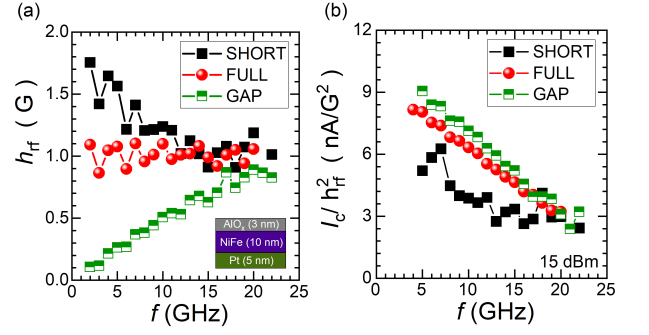 (a)
2.0
1.5
1.0
0.5
0.0
h_rf ( G )
SHORT
FULL
GAP
AlO_x (3 nm)
NiFe (10 nm)
Pt (5 nm)
0 5 10 15 20 25
f (GHz)
(b)
12
9
6
3
0
I_c / h_rf^2 ( nA/G^2 )
SHORT
FULL
GAP
15 dBm
0 5 10 15 20 25
f (GHz)